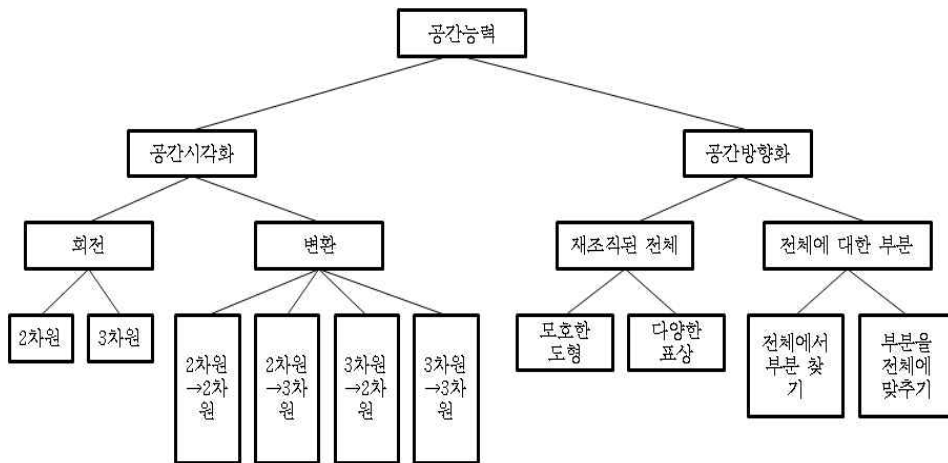 공간능력
공간시각화
공간방향화
회전
변환
재조직된 전체
전체에 대한 부분
2차원
3차원
2차원
→2차
원
2차원
→3차
원
3차원
→2차
원
3차원
→3차
원
모호한
도형
다양한
표상
전체에서
부분 찾
기
부분을
전체에
맞추기